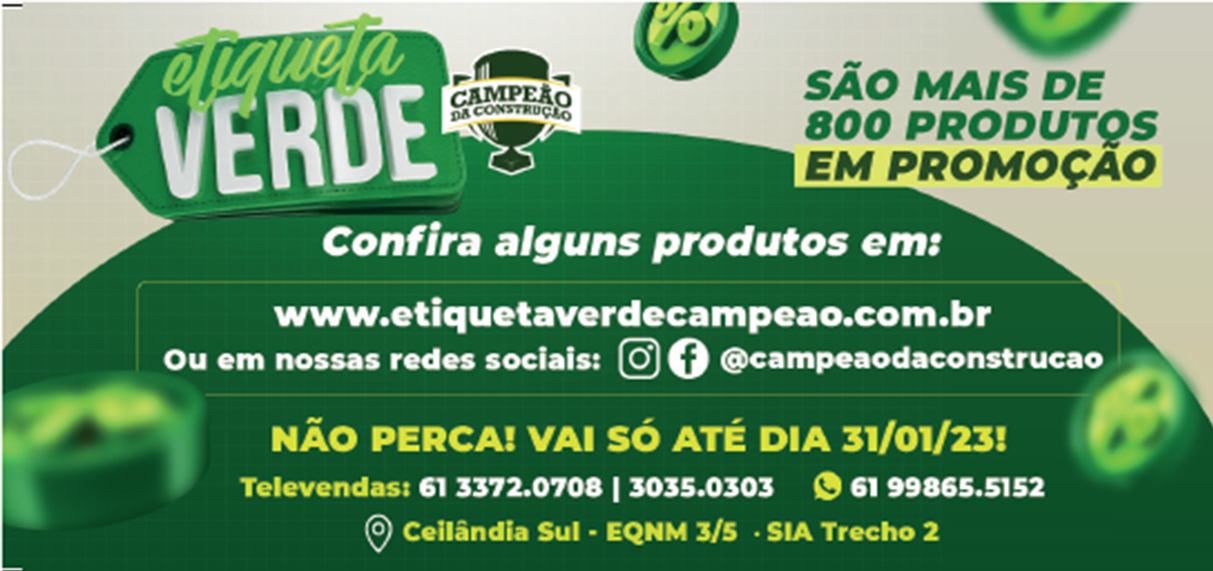 etiqueta
VERDE
CAMPEÃO
DA CONSTRUÇÃO
%
SÃO MAIS DE
800 PRODUTOS
EM PROMOÇÃO
Confira alguns produtos em:
www.etiquetaverdecampeao.com.br
Ou em nossas redes sociais: @campeaodaconstrucao
NÃO PERCA! VAI SÓ ATÉ DIA 31/01/23!
Televendas: 61 3372.0708 | 3035.0303 61 99865.5152
Ceilândia Sul - EQNM 3/5 · SIA Trecho 2